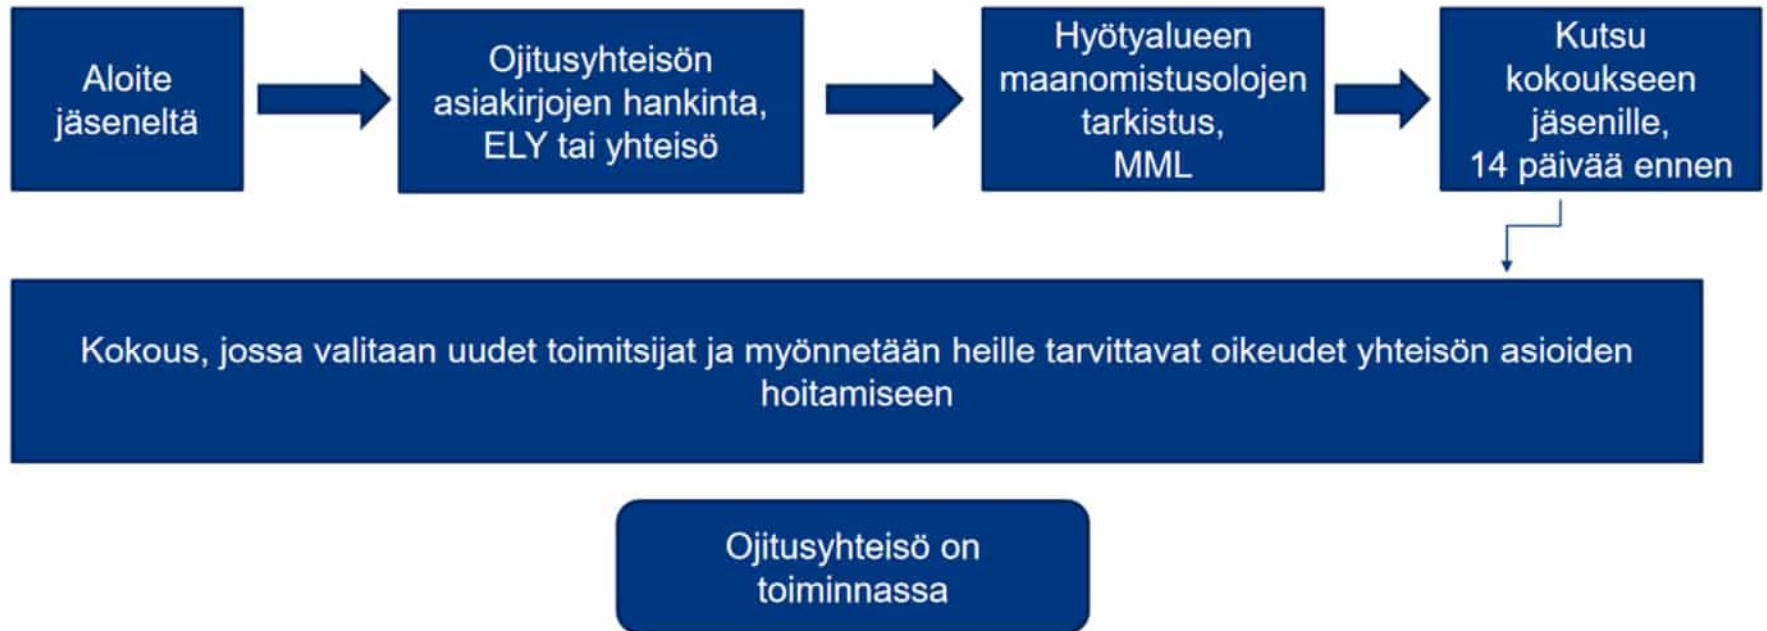 Aloite
jäseneltä
Ojitusyhteisön
asiakirjojen hankinta,
ELY tai yhteisö
Hyötyalueen
maanomistusolojen
tarkistus,
MML
Kutsu
kokoukseen
jäsenille,
14 päivää ennen
Kokous, jossa valitaan uudet toimitsijat ja myönnetään heille tarvittavat oikeudet yhteisön asioiden
hoitamiseen
Ojitusyhteisö on
toiminnassa